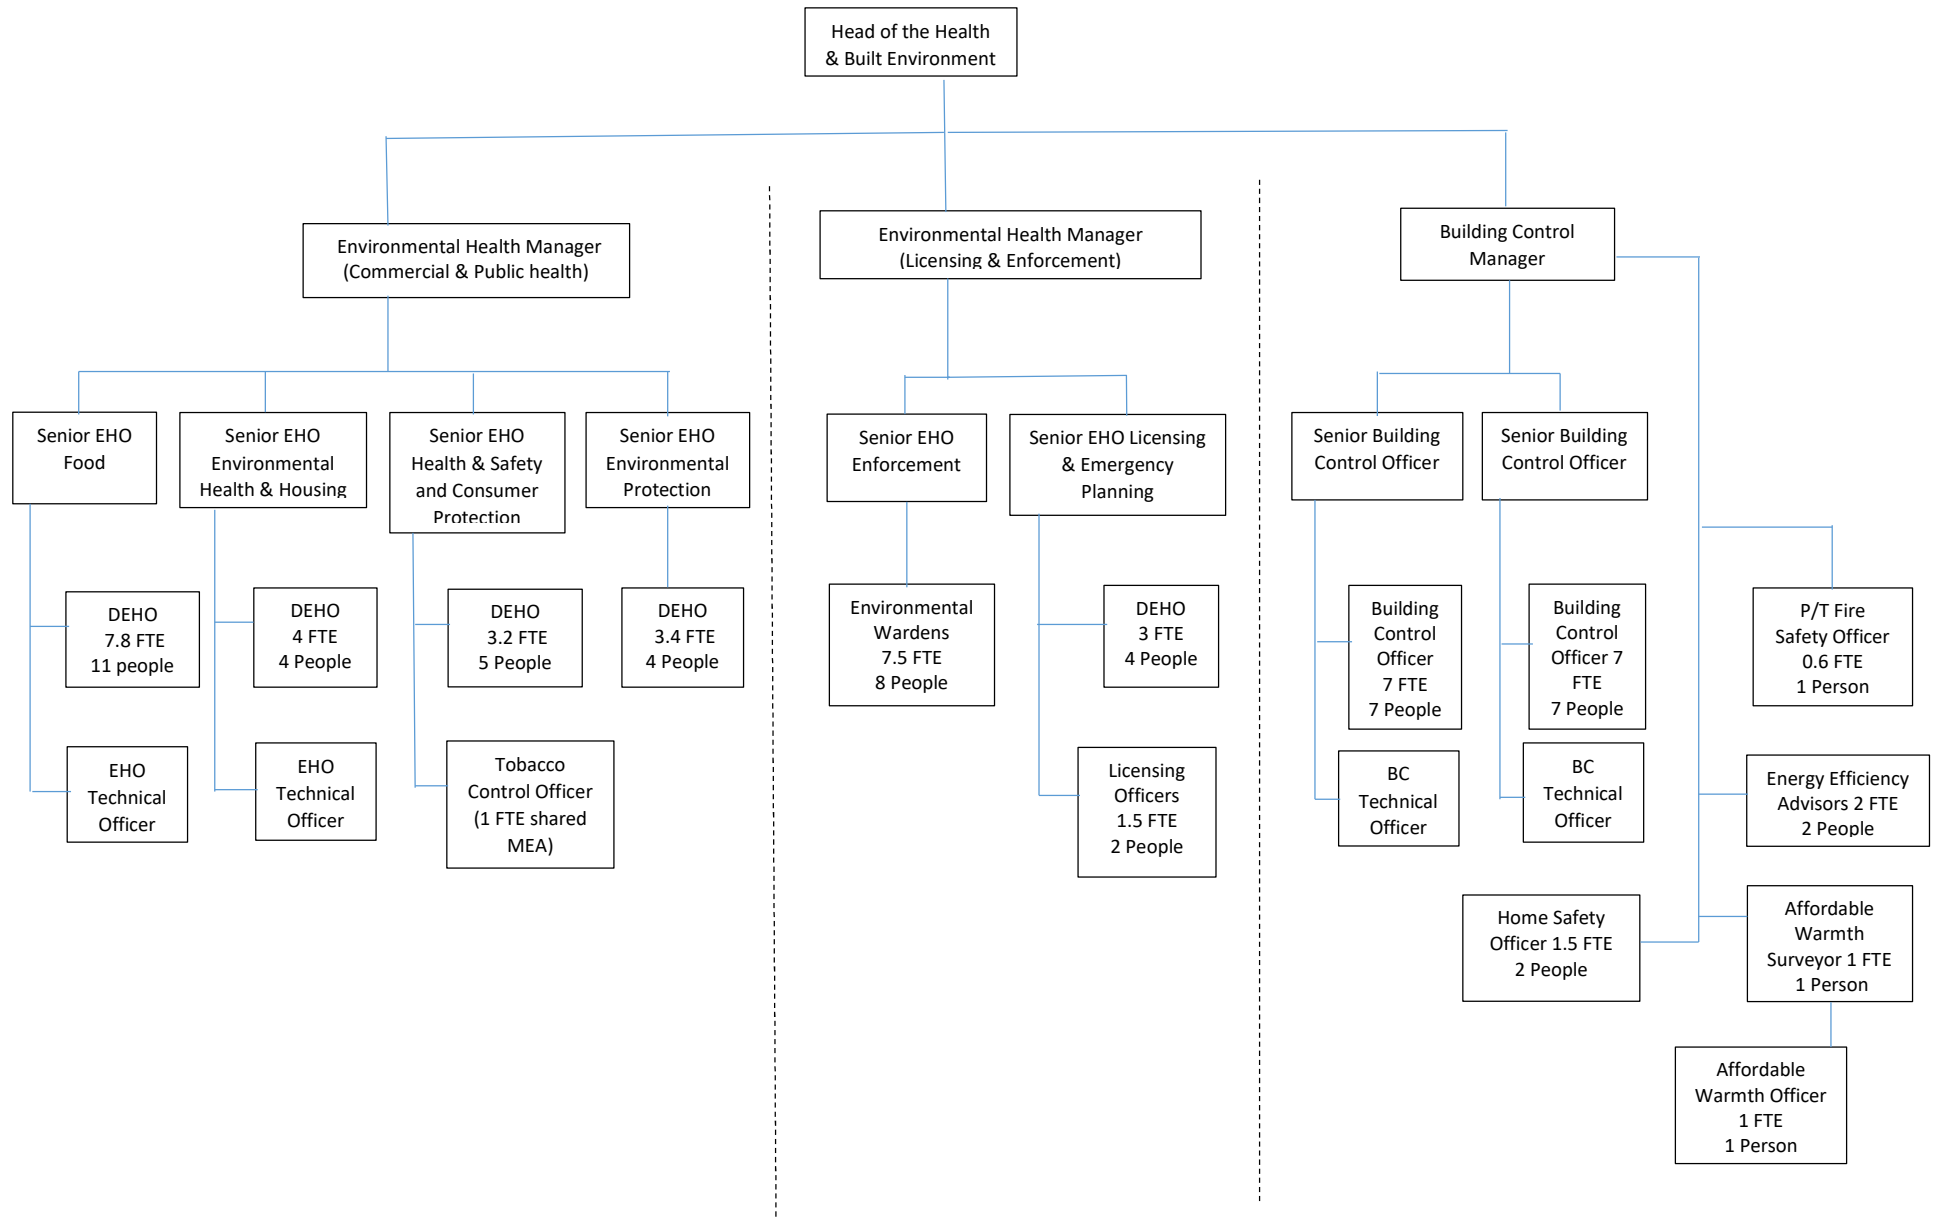 Head of the Health
& Built Environment
Environmental Health Manager
(Commercial & Public health)
Environmental Health Manager
(Licensing & Enforcement)
Building Control
Manager
Senior EHO
Food
Senior EHO
Environmental
Health & Housing
Senior EHO
Health & Safety
and Consumer
Protection
Senior EHO
Environmental
Protection
Senior EHO
Enforcement
Senior EHO Licensing
& Emergency
Planning
Senior Building
Control Officer
Senior Building
Control Officer
DEHO
7.8 FTE
11 people
DEHO
4 FTE
4 People
DEHO
3.2 FTE
5 People
DEHO
3.4 FTE
4 People
Environmental
Wardens
7.5 FTE
8 People
DEHO
3 FTE
4 People
Building
Control
Officer
7 FTE
7 People
Building
Control
Officer 7
FTE
7 People
P/T Fire
Safety Officer
0.6 FTE
1 Person
EHO
Technical
Officer
EHO
Technical
Officer
Tobacco
Control Officer
(1 FTE shared
MEA)
Licensing
Officers
1.5 FTE
2 People
BC
Technical
Officer
BC
Technical
Officer
Energy Efficiency
Advisors 2 FTE
2 People
Home Safety
Officer 1.5 FTE
2 People
Affordable
Warmth
Surveyor 1 FTE
1 Person
Affordable
Warmth Officer
1 FTE
1 Person